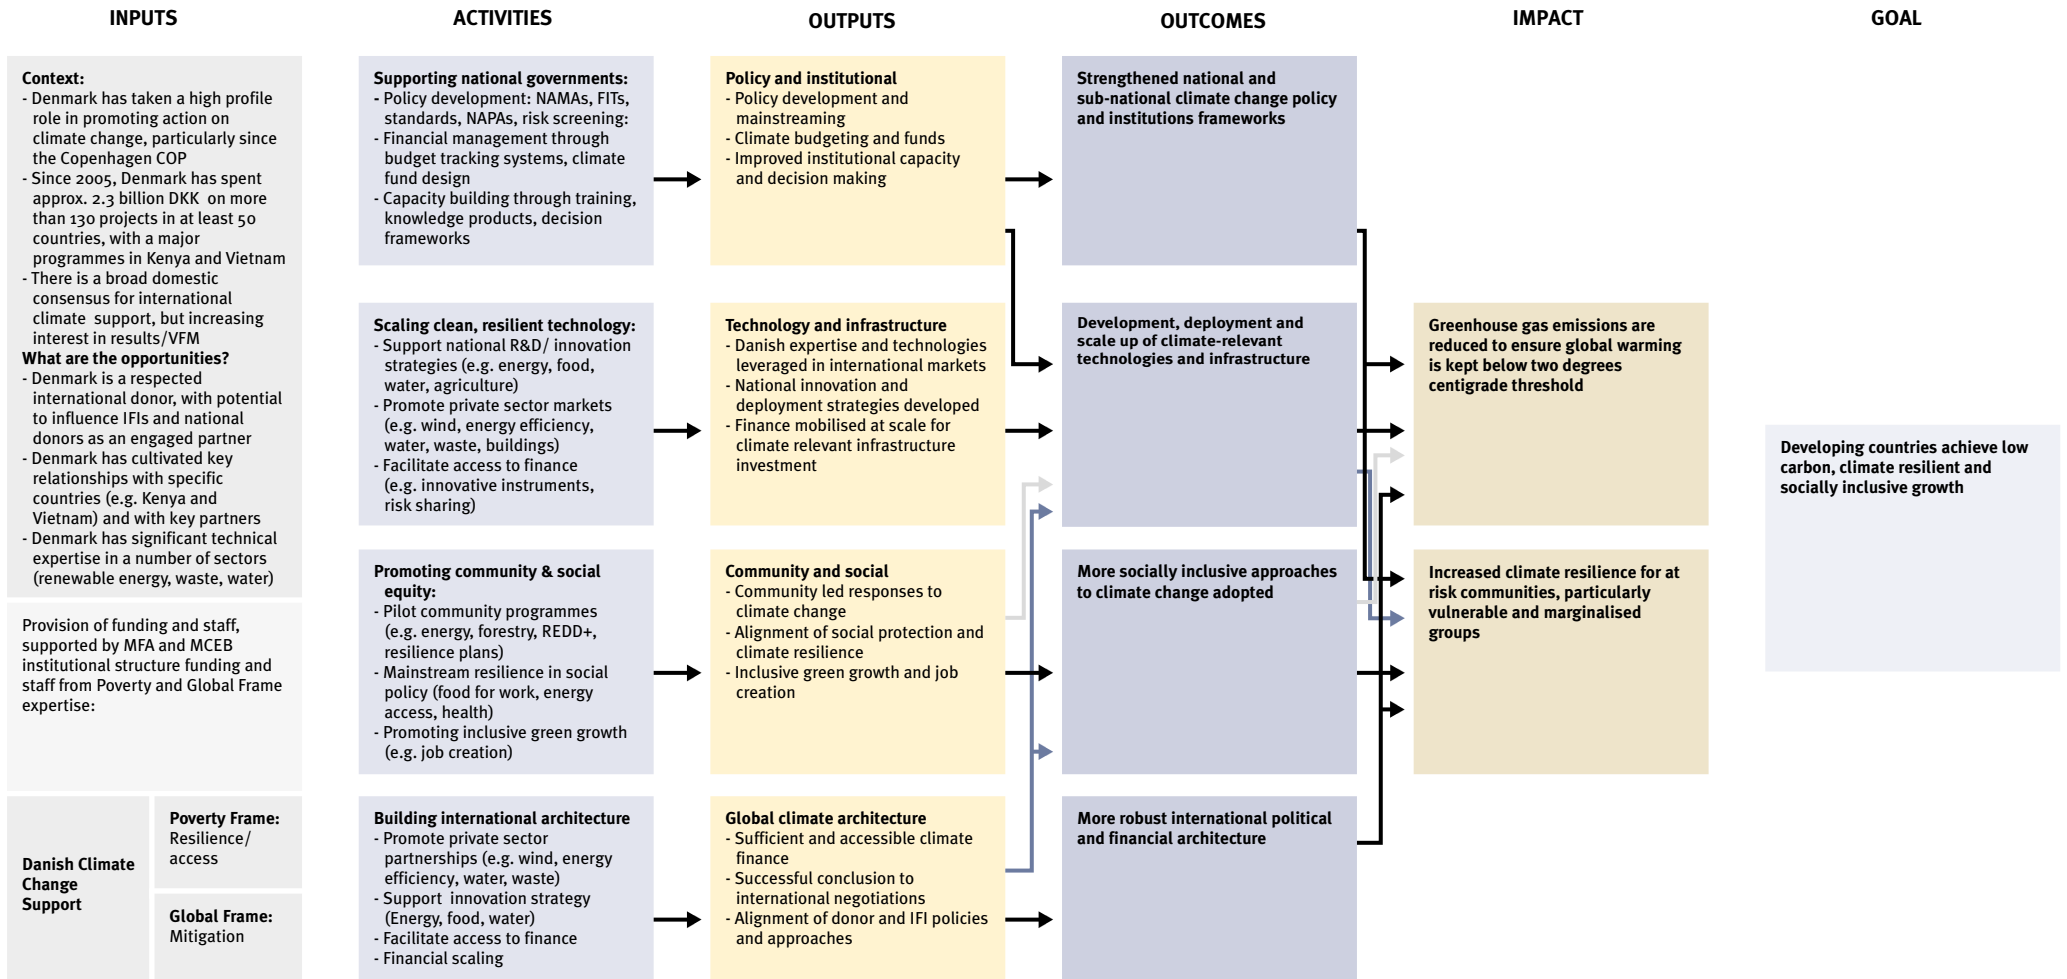 INPUTS
ACTIVITIES
OUTPUTS
OUTCOMES
IMPACT
GOAL
Context:
- Denmark has taken a high profile
role in promoting action on
climate change, particularly since
the Copenhagen COP
- Since 2005, Denmark has spent
approx. 2.3 billion DKK on more
than 130 projects in at least 50
countries, with a major
programmes in Kenya and Vietnam
- There is a broad domestic
consensus for international
climate support, but increasing
interest in results/VFM
What are the opportunities?
- Denmark is a respected
international donor, with potential
to influence IFIs and national
donors as an engaged partner
- Denmark has cultivated key
relationships with specific
countries (e.g. Kenya and
Vietnam) and with key partners
- Denmark has significant technical
expertise in a number of sectors
(renewable energy, waste, water)
Provision of funding and staff,
supported by MFA and MCEB
institutional structure funding and
staff from Poverty and Global Frame
expertise:
Danish Climate
Change
Support
Poverty Frame:
Resilience/
access
Global Frame:
Mitigation
Supporting national governments:
- Policy development: NAMAs, FITs,
standards, NAPAs, risk screening:
- Financial management through
budget tracking systems, climate
fund design
- Capacity building through training,
knowledge products, decision
frameworks
Scaling clean, resilient technology:
- Support national R&D/ innovation
strategies (e.g. energy, food,
water, agriculture)
- Promote private sector markets
(e.g. wind, energy efficiency,
water, waste, buildings)
- Facilitate access to finance
(e.g. innovative instruments,
risk sharing)
Promoting community & social
equity:
- Pilot community programmes
(e.g. energy, forestry, REDD+,
resilience plans)
- Mainstream resilience in social
policy (food for work, energy
access, health)
- Promoting inclusive green growth
(e.g. job creation)
Building international architecture
- Promote private sector
partnerships (e.g. wind, energy
efficiency, water, waste)
- Support innovation strategy
(Energy, food, water)
- Facilitate access to finance
- Financial scaling
Policy and institutional
- Policy development and
mainstreaming
- Climate budgeting and funds
- Improved institutional capacity
and decision making
Technology and infrastructure
- Danish expertise and technologies
leveraged in international markets
- National innovation and
deployment strategies developed
- Finance mobilised at scale for
climate relevant infrastructure
investment
Community and social
- Community led responses to
climate change
- Alignment of social protection and
climate resilience
- Inclusive green growth and job
creation
Global climate architecture
- Sufficient and accessible climate
finance
- Successful conclusion to
international negotiations
- Alignment of donor and IFI policies
and approaches
Strengthened national and
sub-national climate change policy
and institutions frameworks
Development, deployment and
scale up of climate-relevant
technologies and infrastructure
More socially inclusive approaches
to climate change adopted
More robust international political
and financial architecture
Greenhouse gas emissions are
reduced to ensure global warming
is kept below two degrees
centigrade threshold
Increased climate resilience for at
risk communities, particularly
vulnerable and marginalised
groups
Developing countries achieve low
carbon, climate resilient and
socially inclusive growth